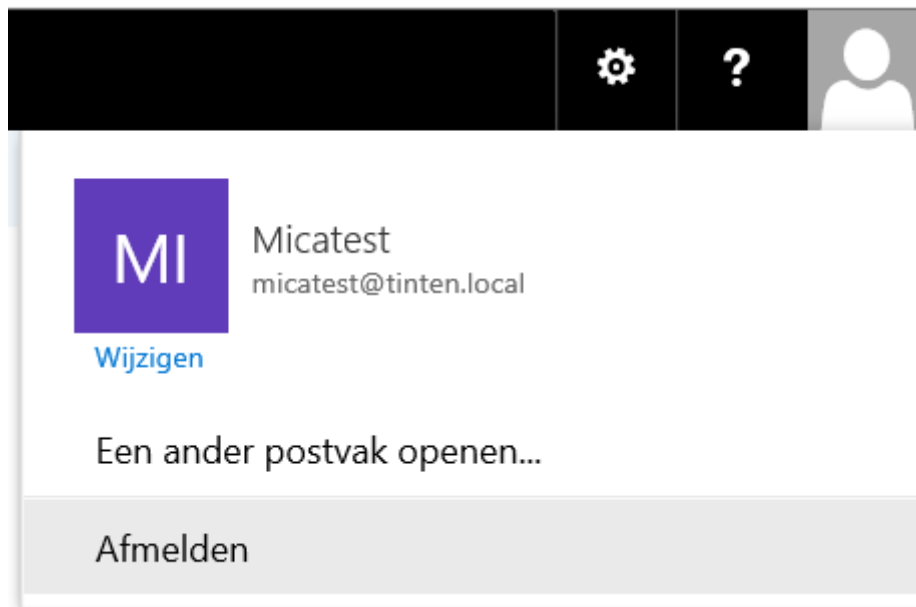 ?
MI
Micatest
micatest@tinten.local
Wijzigen
Een ander postvak openen...
Afmelden